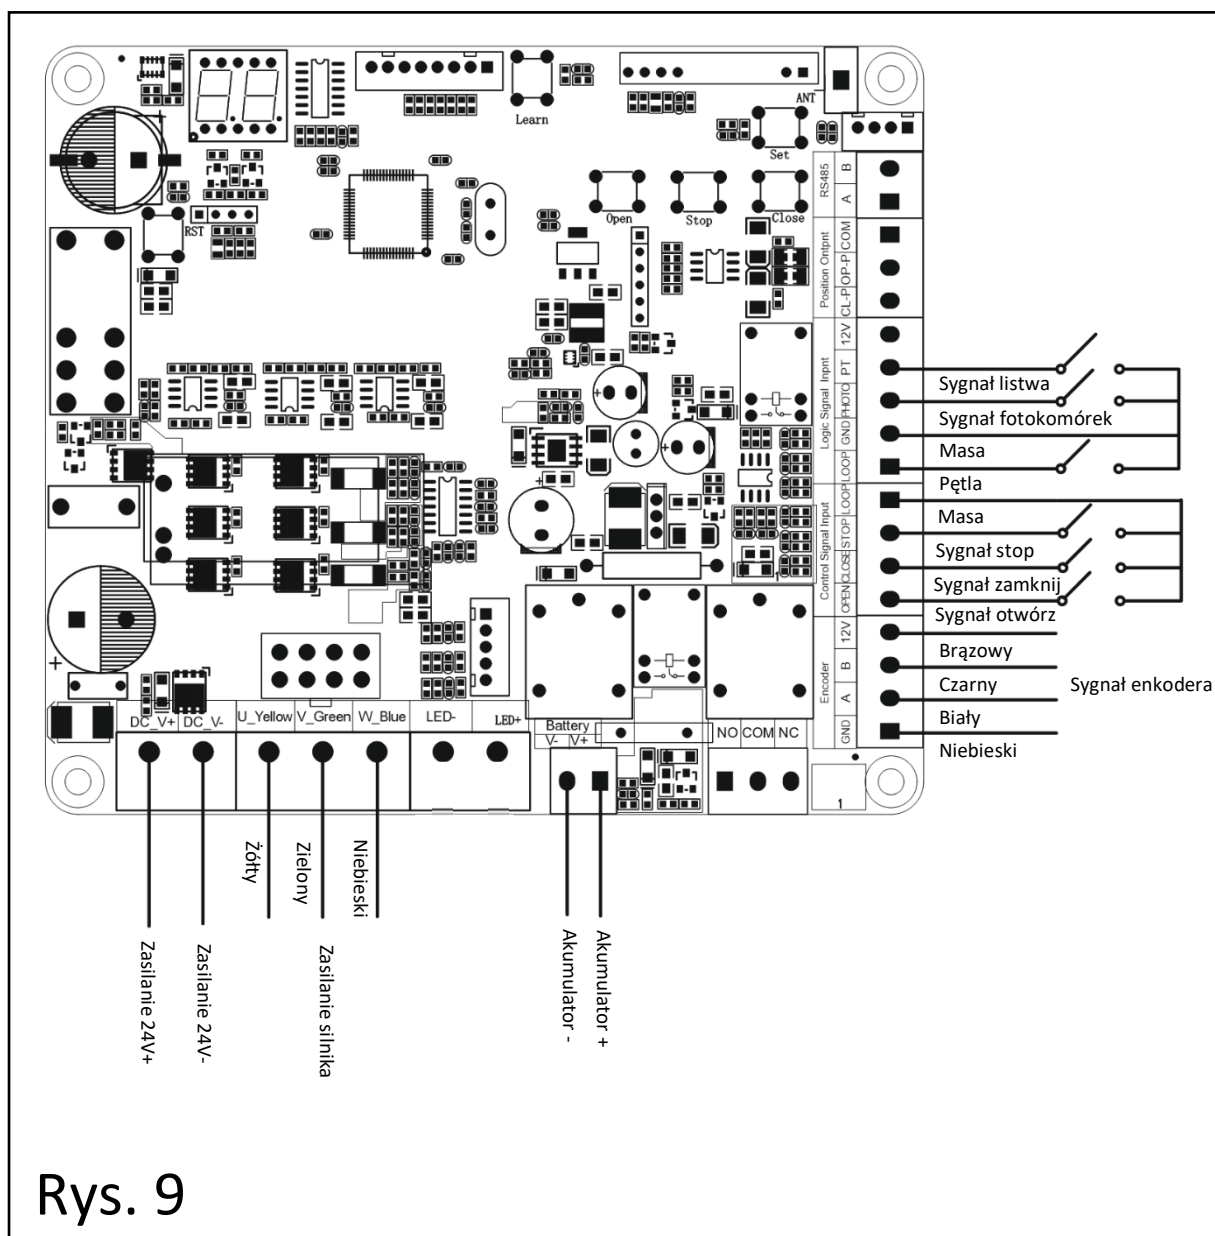 Learn
ANT
Set
Open
Stop
Close
RST
RS485
B
A
Position Ontpnt
COM
OP-P
CL-P
Logic Signal Inpnt
12V
PT
PHOTO
GND
LOOP
Control Signal Input
LOOP
STOP
CLOSE
OPEN
Encoder
12V
B
A
GND
Sygnał listwa
Sygnał fotokomórek
Masa
Pętla
Masa
Sygnał stop
Sygnał zamknij
Sygnał otwórz
Brązowy
Czarny
Biały
Niebieski
Sygnał enkodera
+
+
+
+
+
1
DC_V+
DC_V-
U_Yellow
V_Green
W_Blue
LED-
LED+
Battery
V-
V+
NO
COM
NC
1
Zasilanie 24V+
Zasilanie 24V-
Żółty
Zielony
Niebieski
Zasilanie silnika
Akumulator -
Akumulator +
Rys. 9